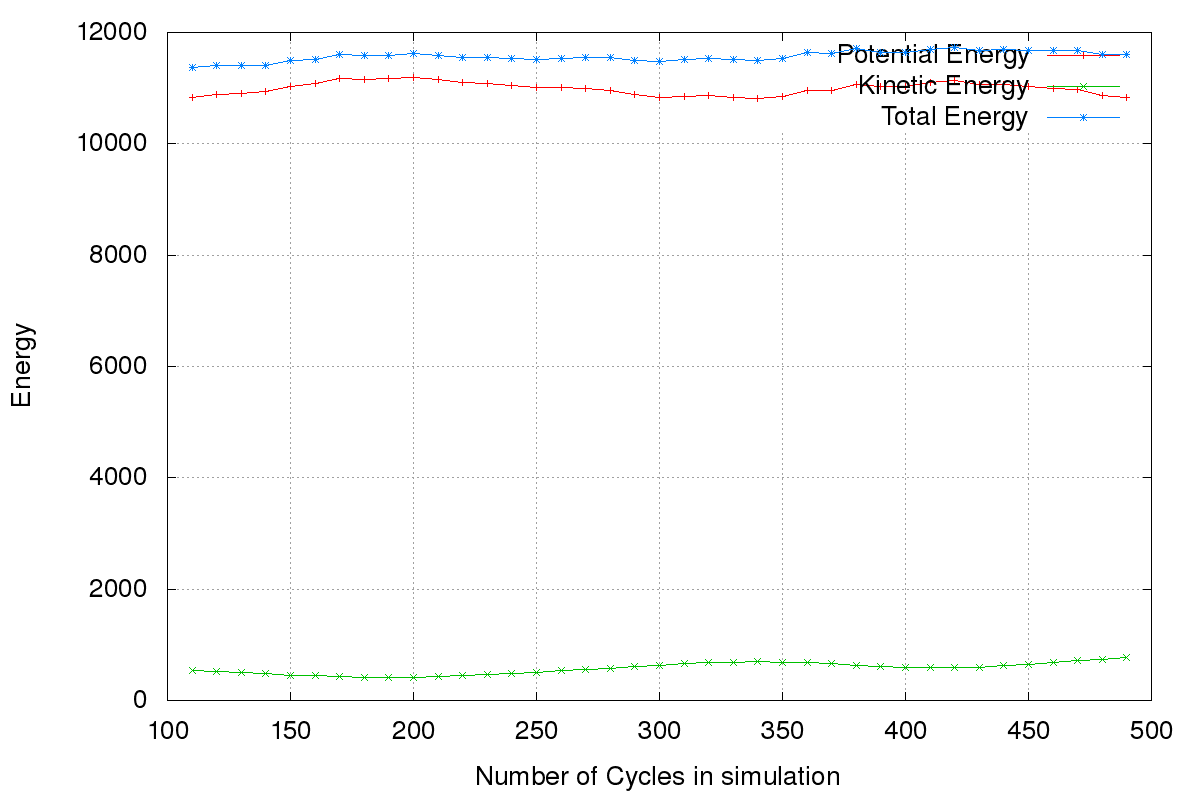 12000
10000
8000
6000
4000
2000
0
Energy
Potential Energy
Kinetic Energy
Total Energy
100 150 200 250 300 350 400 450 500
Number of Cycles in simulation